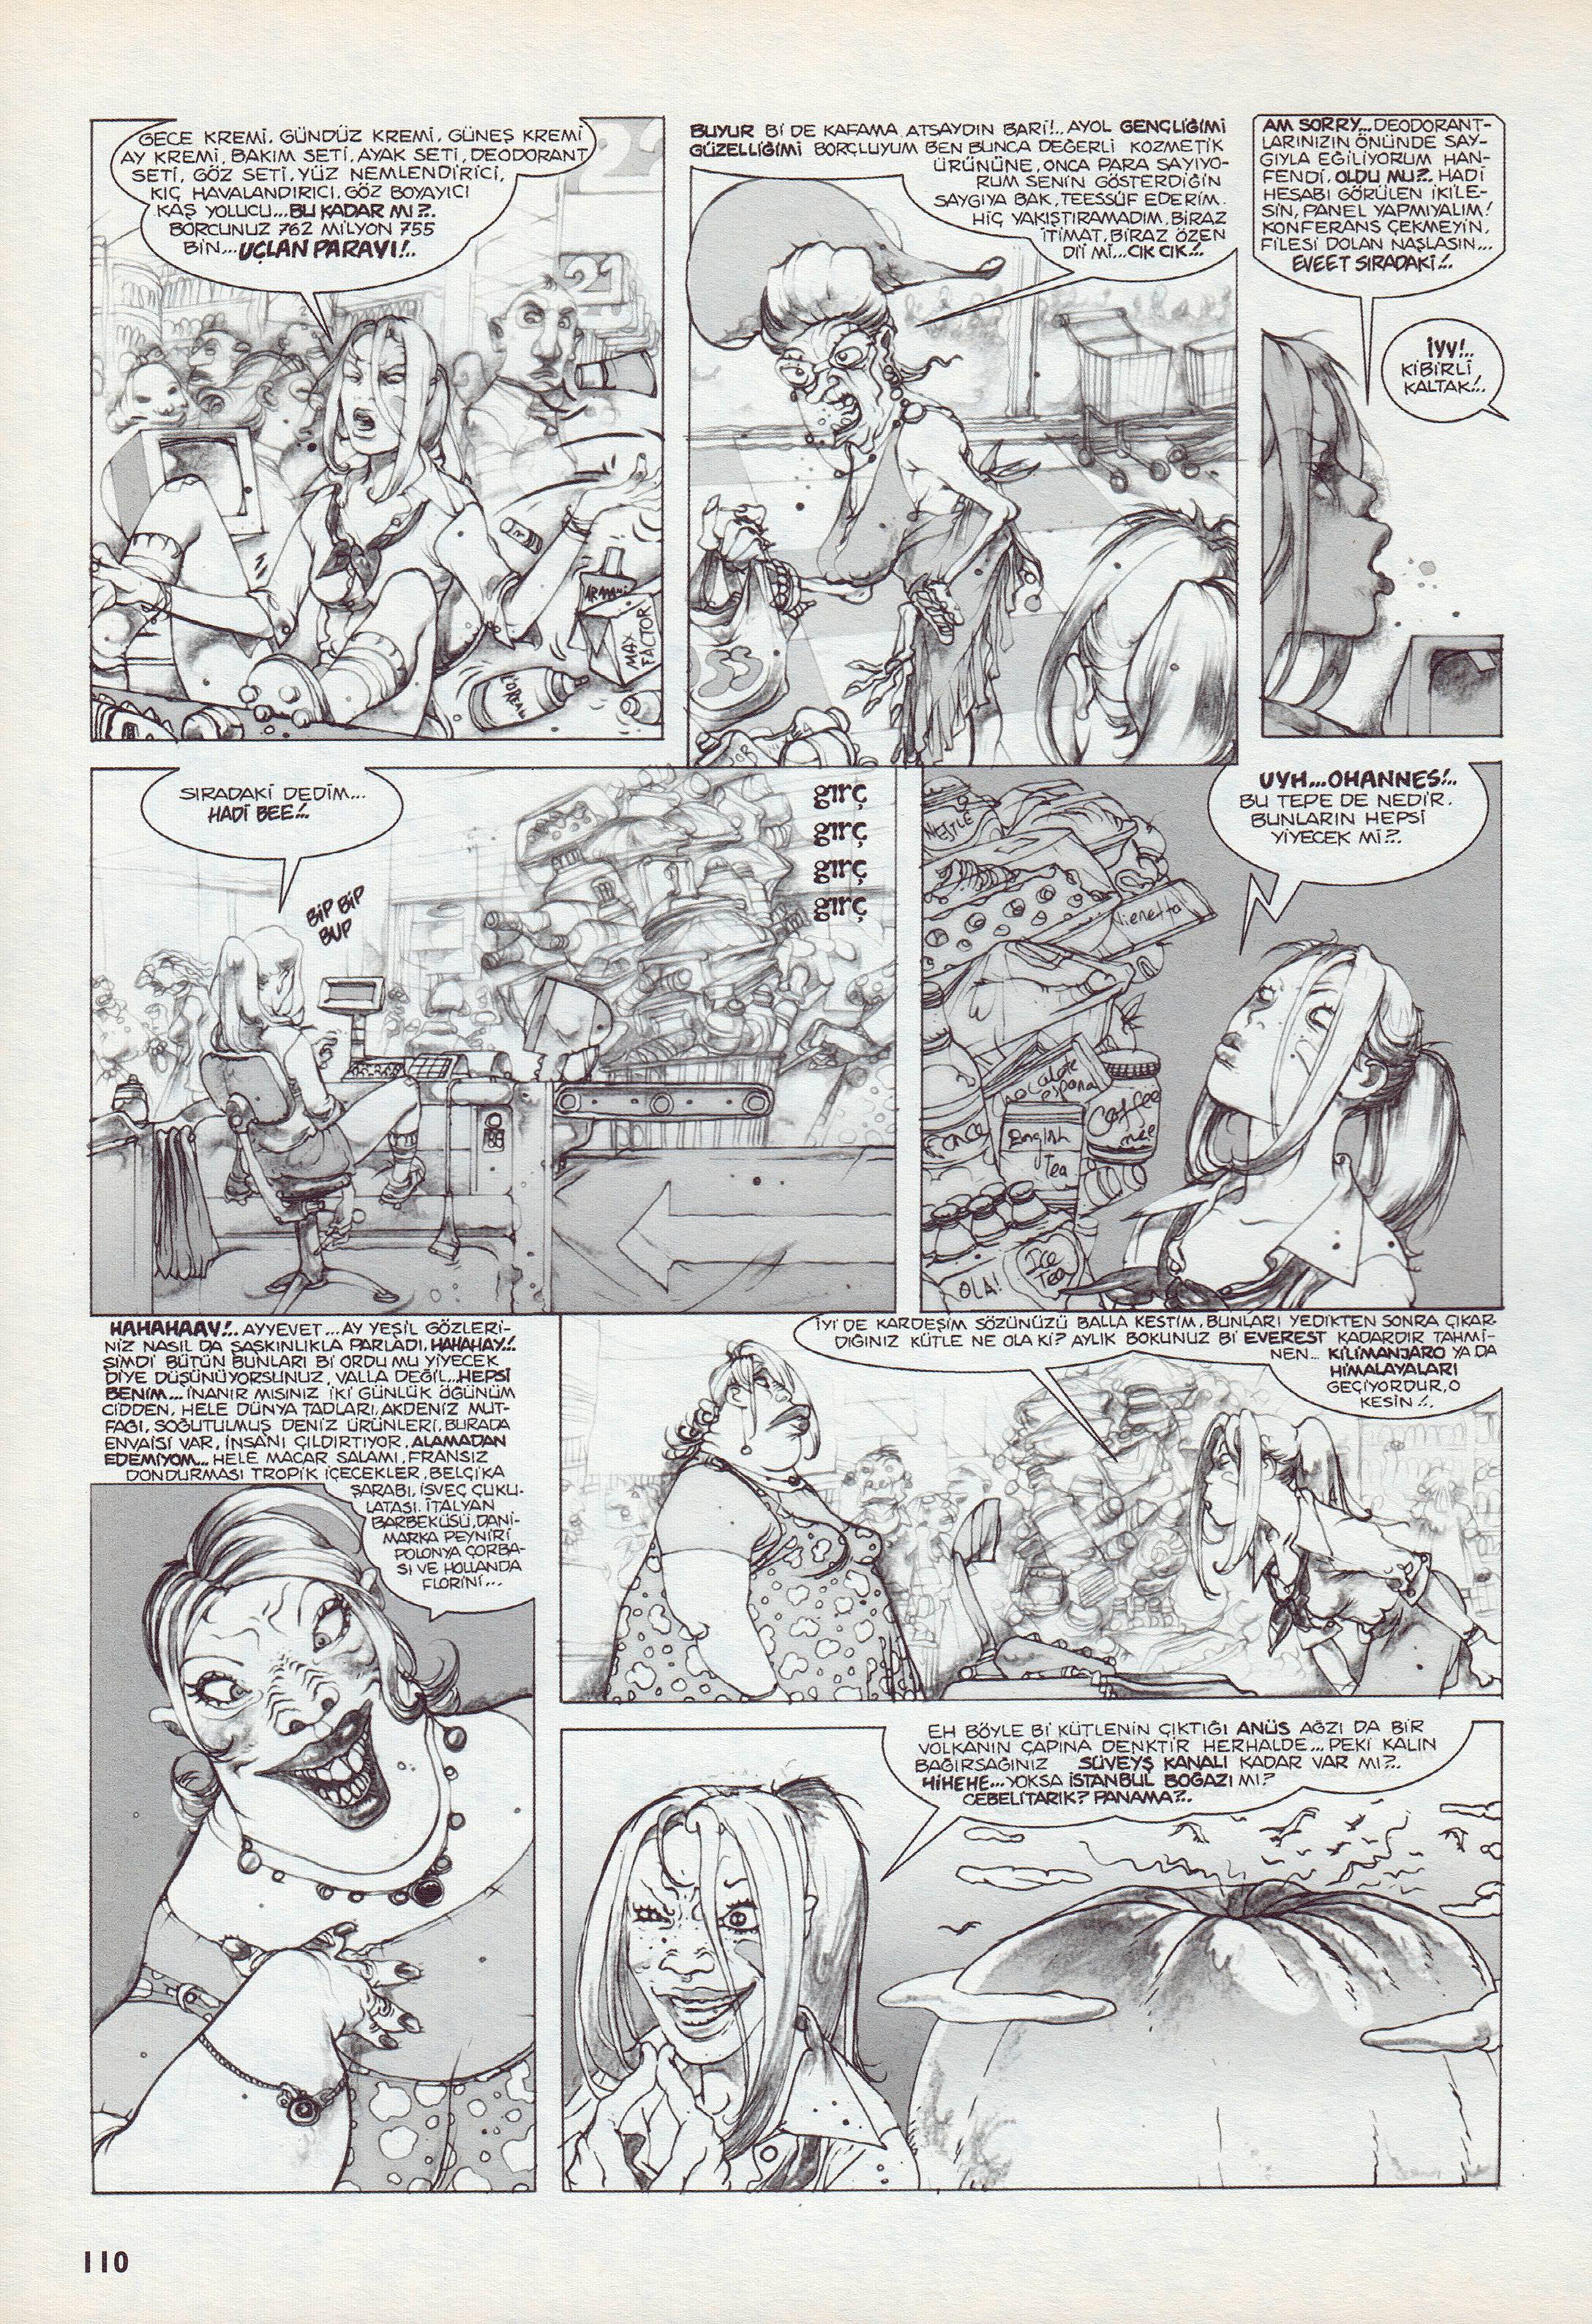 GECE KREMİ, GÜNDÜZ KREMİ, GÜNEŞ KREMİ
AY KREMİ, BAKIM SETİ, AYAK SETİ, DEODORANT
SETİ, GÖZ SETİ, YÜZ NEMLENDİRİCİ,
KIÇ HAVALANDIRICI, GÖZ BOYAYICI
KAŞ YOLUCU... BU KADAR MI?.
BORCUNUZ 762 MİLYON 755
BİN... UÇLAN PARAYI!..
21
ARMANI
MAX
FACTOR
L'OREAL
BUYUR Bİ DE KAFAMA ATSAYDIN BARİ!.. AYOL GENÇLİĞİMİ
GÜZELLİĞİMİ BORÇLUYUM BEN BUNCA DEĞERLİ KOZMETİK
ÜRÜNÜNE, ONCA PARA SAYIYO-
RUM SENİN GÖSTERDİĞİN
SAYGIYA BAK, TEESSÜF EDERİM.
HİÇ YAKIŞTIRAMADIM, BİRAZ
İTİMAT, BİRAZ ÖZEN
Dİİ Mİ... CIK CIK!..
AM SORRY... DEODORANT-
LARINIZIN ÖNÜNDE SAY-
GIYLA EĞİLİYORUM HAN-
FENDİ, OLDU MU?. HADİ
HESABI GÖRÜLEN İKİLE-
SİN, PANEL YAPMIYALIM!
KONFERANS ÇEKMEYİN,
FİLESİ DOLAN NAŞLASIN...
EVEET SIRADAKİ!..
İYY!..
KİBİRLİ
KALTAK!..
SIRADAKİ DEDİM...
HADİ BEE!..
BİP BİP
BUP
gırç
gırç
gırç
gırç
UYH... OHANNES!..
BU TEPE DE NEDİR.
BUNLARIN HEPSİ
YİYECEK Mİ?.
NESTLE
Vienetta
Coffee
English
Tea
OLA!
Ice
Tea
HAHAHAAY!.. AYYEVET... AY YEŞİL GÖZLERİ-
NİZ NASIL DA ŞAŞKINLIKLA PARLADI, HAHAHAY!..
ŞİMDİ BÜTÜN BUNLARI Bİ ORDU MU YİYECEK
DİYE DÜŞÜNÜYORSUNUZ, VALLA DEĞİL... HEPSİ
BENİM... İNANIR MISINIZ İKİ GÜNLÜK ÖĞÜNÜM
CİDDEN, HELE DÜNYA TADLARI, AKDENİZ MUT-
FAĞI, SOĞUTULMUŞ DENİZ ÜRÜNLERİ, BURADA
ENVAİSİ VAR, İNSANI ÇILDIRTIYOR, ALAMADAN
EDEMİYOM... HELE MACAR SALAMI, FRANSIZ
DONDURMASI TROPİK İÇECEKLER, BELÇİKA
ŞARABI, İSVEÇ ÇUKU-
LATASI, İTALYAN
BARBEKÜSÜ, DANİ-
MARKA PEYNİRİ
POLONYA ÇORBA-
SI VE HOLLANDA
FLORİNİ...
İYİ DE KARDEŞİM SÖZÜNÜZÜ BALLA KESTİM, BUNLARI YEDİKTEN SONRA ÇIKAR-
DIĞINIZ KÜTLE NE OLA Kİ? AYLIK BOKUNUZ Bİ EVEREST KADARDIR TAHMİ-
NEN... KİLİMANJARO YA DA
HİMALAYALARI
GEÇİYORDUR, O
KESİN!..
EH BÖYLE Bİ KÜTLENİN ÇIKTIĞI ANÜS AĞZI DA BİR
VOLKANIN ÇAPINA DENKTİR HERHALDE... PEKİ KALIN
BAĞIRSAĞINIZ SÜVEYŞ KANALI KADAR VAR MI?..
HİHEHE... YOKSA İSTANBUL BOĞAZI MI?
CEBELİTARIK? PANAMA?..
110